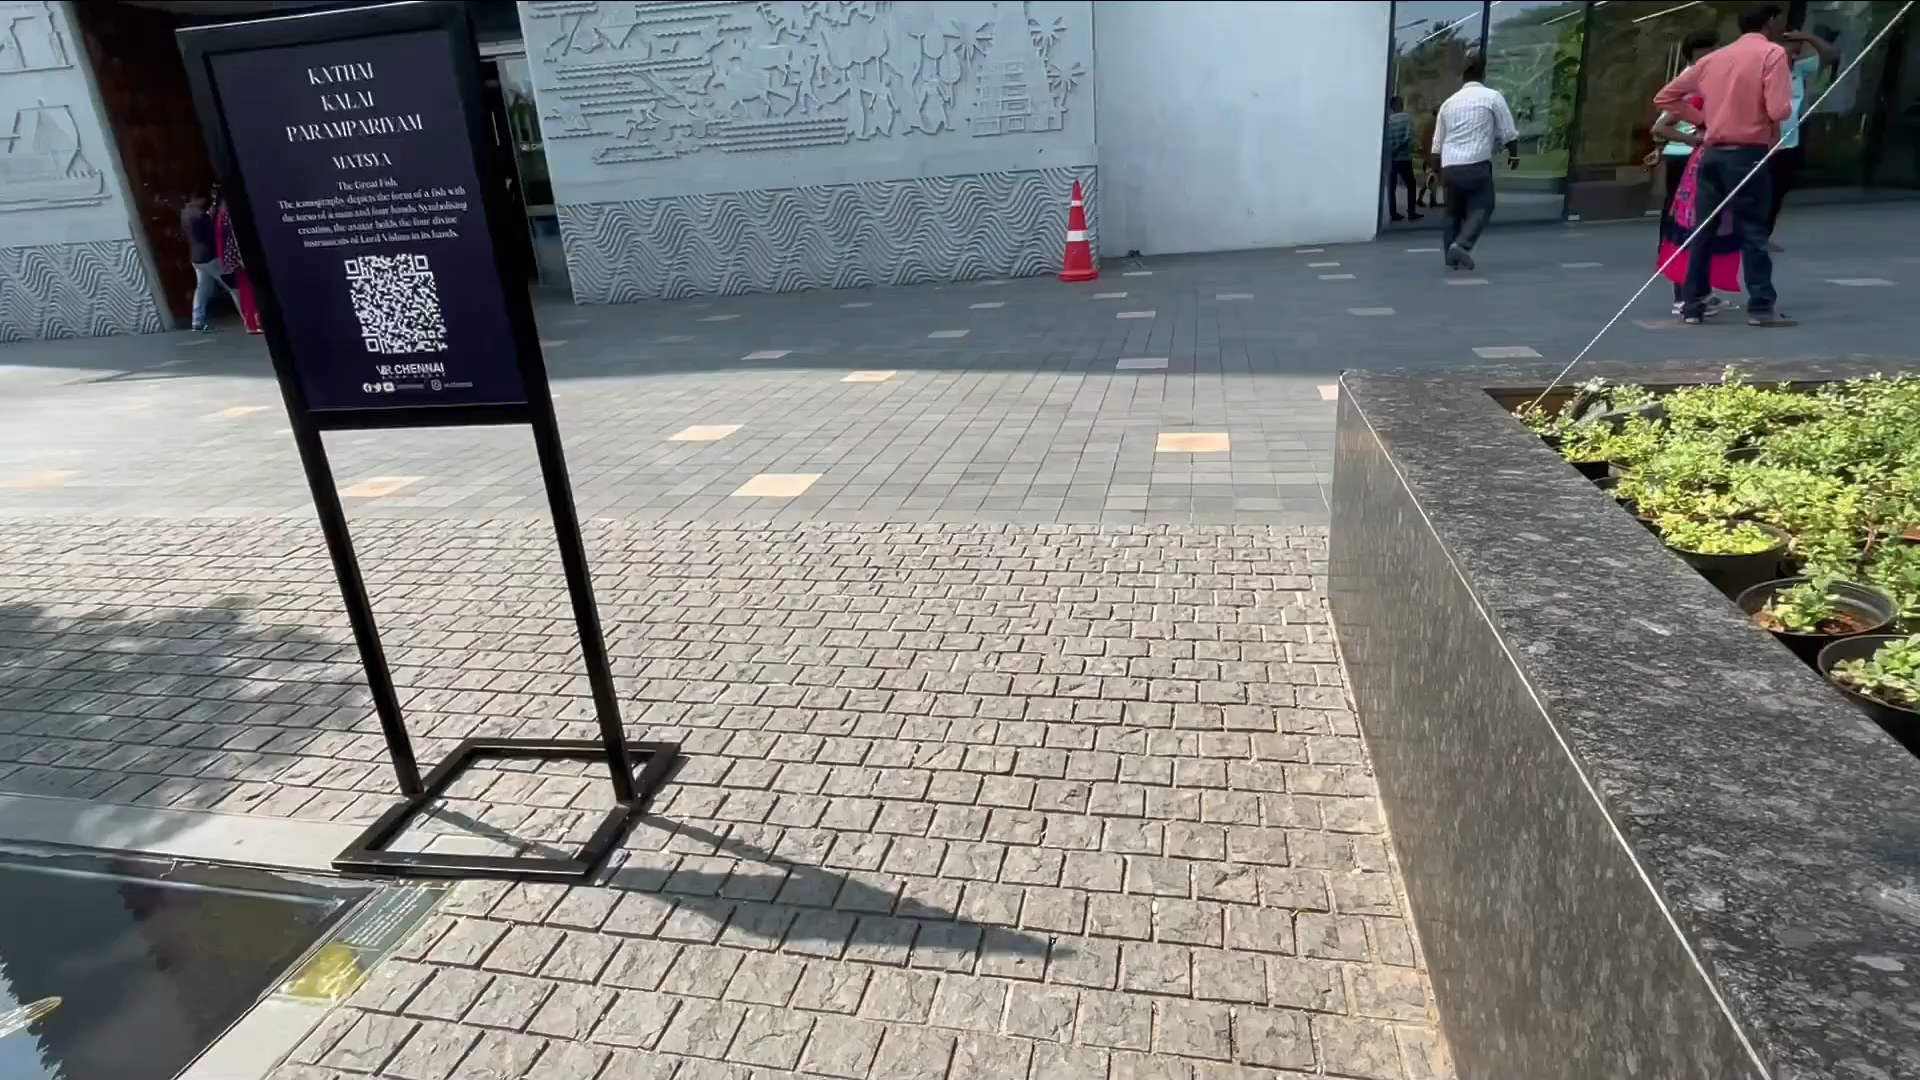 KATHAI
KALAI
PARAMPARIYAM
MATSYA
The Great Fish.
The iconography depicts the form of a fish with
the torso of a man and four hands. Symbolising
creation, the avatar holds the four divine
instruments of Lord Vishnu in its hands.
VR CHENNAI